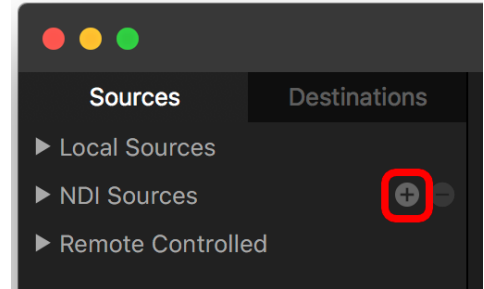 Sources Destinations
Local Sources
NDI Sources
Remote Controlled